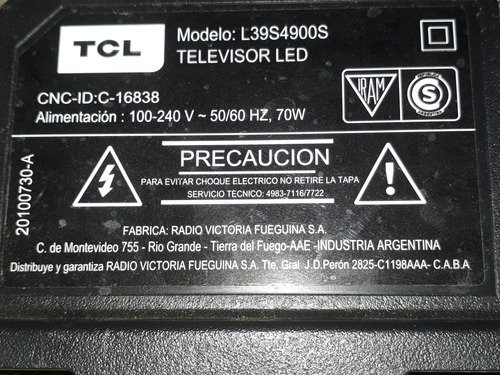 TCL
Modelo: L39S4900S
TELEVISOR LED
CNC-ID:C-16838
Alimentación : 100-240 V ~ 50/60 HZ, 70W
IRAM
S
PRECAUCION
PARA EVITAR CHOQUE ELECTRICO NO RETIRE LA TAPA
SERVICIO TECNICO: 4983-7116/7722
20100730-A
FABRICA: RADIO VICTORIA FUEGUINA S.A.
C. de Montevideo 755 - Rio Grande - Tierra del Fuego-AAE -INDUSTRIA ARGENTINA
Distribuye y garantiza RADIO VICTORIA FUEGUINA S.A. Tte. Gral .J.D.Perón 2825-C1198AAA- C.A.B.A